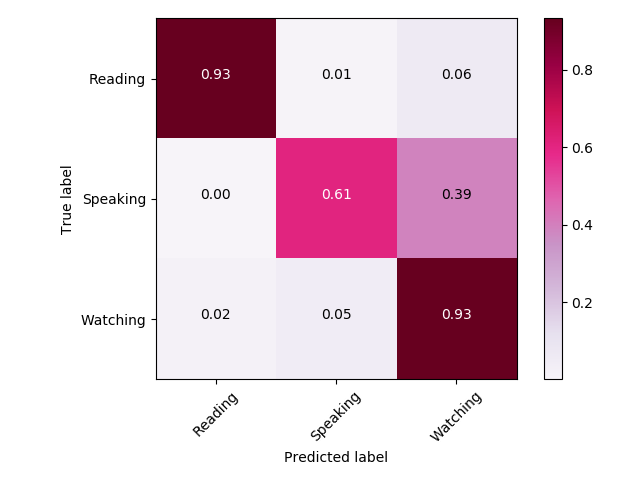 Reading 0.93 0.01 0.06
Speaking 0.00 0.61 0.39
Watching 0.02 0.05 0.93
Reading Speaking Watching
True label
Predicted label
0.8
0.6
0.4
0.2